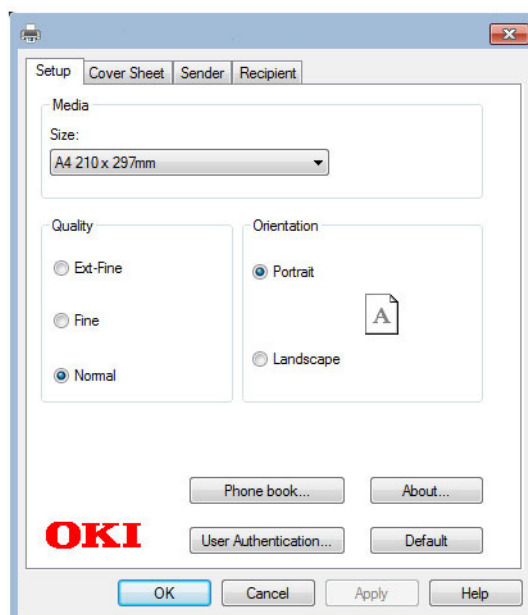 Setup Cover Sheet Sender Recipient
Media
Size:
A4 210 x 297mm
Quality Orientation
Ext-Fine Portrait
Fine
A
Landscape
Normal
Phone book... About...
OKI User Authentication... Default
OK Cancel Apply Help